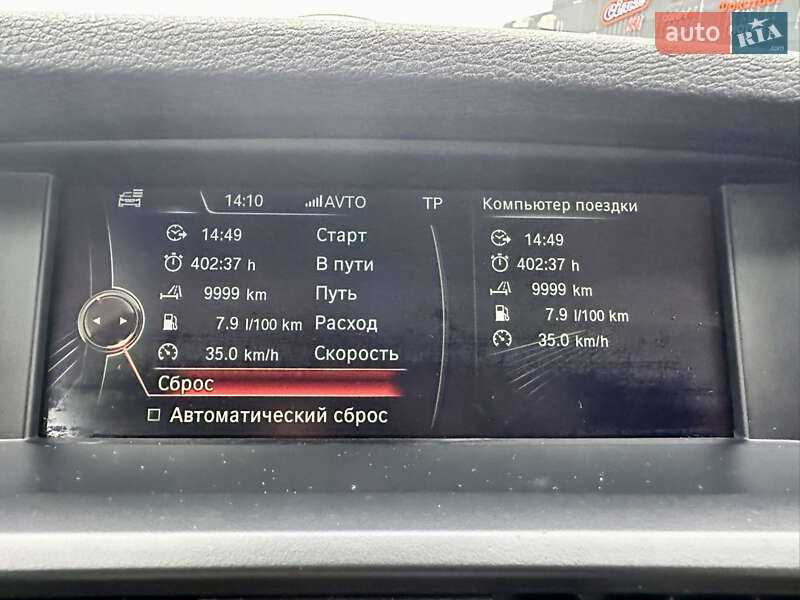 auto RIA
.com
14:10 AVTO TP
14:49 Старт
402:37 h В пути
9999 km Путь
7.9 l/100 km Расход
35.0 km/h Скорость
Сброс
Автоматический сброс
Компьютер поездки
14:49
402:37 h
9999 km
7.9 l/100 km
35.0 km/h